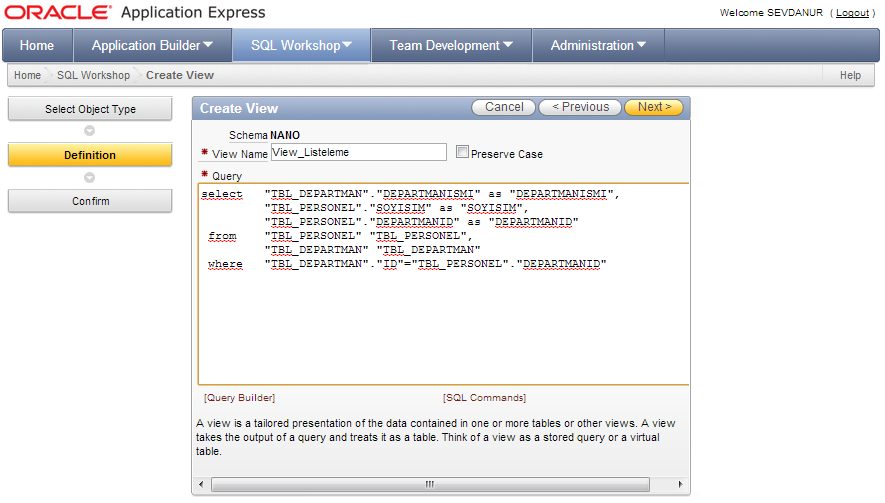 ORACLE® Application Express
Welcome SEVDANUR ( Logout )
Home Application Builder SQL Workshop Team Development Administration
Home SQL Workshop Create View Help
Select Object Type
Definition
Confirm
Create View Cancel < Previous Next >
Schema NANO
* View Name View_Listeleme Preserve Case
* Query
select "TBL_DEPARTMAN"."DEPARTMANISMI" as "DEPARTMANISMI",
"TBL_PERSONEL"."SOYISIM" as "SOYISIM",
"TBL_PERSONEL"."DEPARTMANID" as "DEPARTMANID"
from "TBL_PERSONEL" "TBL_PERSONEL",
"TBL_DEPARTMAN" "TBL_DEPARTMAN"
where "TBL_DEPARTMAN"."ID"="TBL_PERSONEL"."DEPARTMANID"
[Query Builder] [SQL Commands]
A view is a tailored presentation of the data contained in one or more tables or other views. A view
takes the output of a query and treats it as a table. Think of a view as a stored query or a virtual
table.